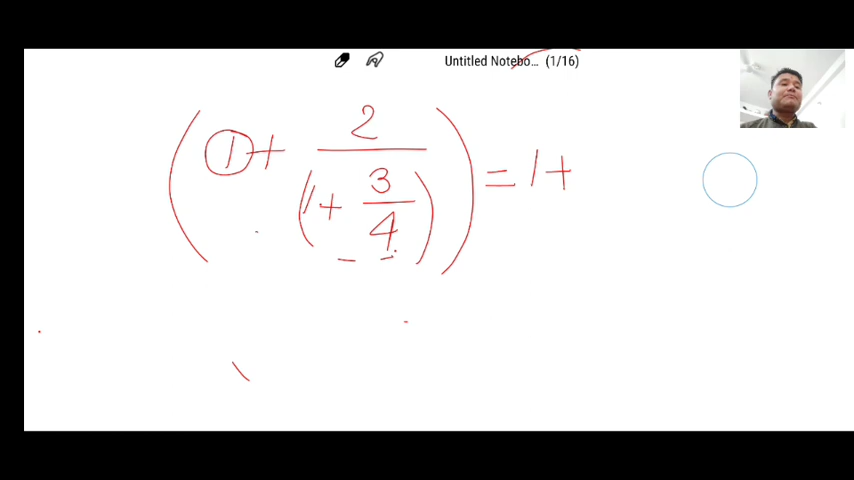 Untitled Notebo... (1/16)
(1 + 2/(1 + 3/4)) = 1 +